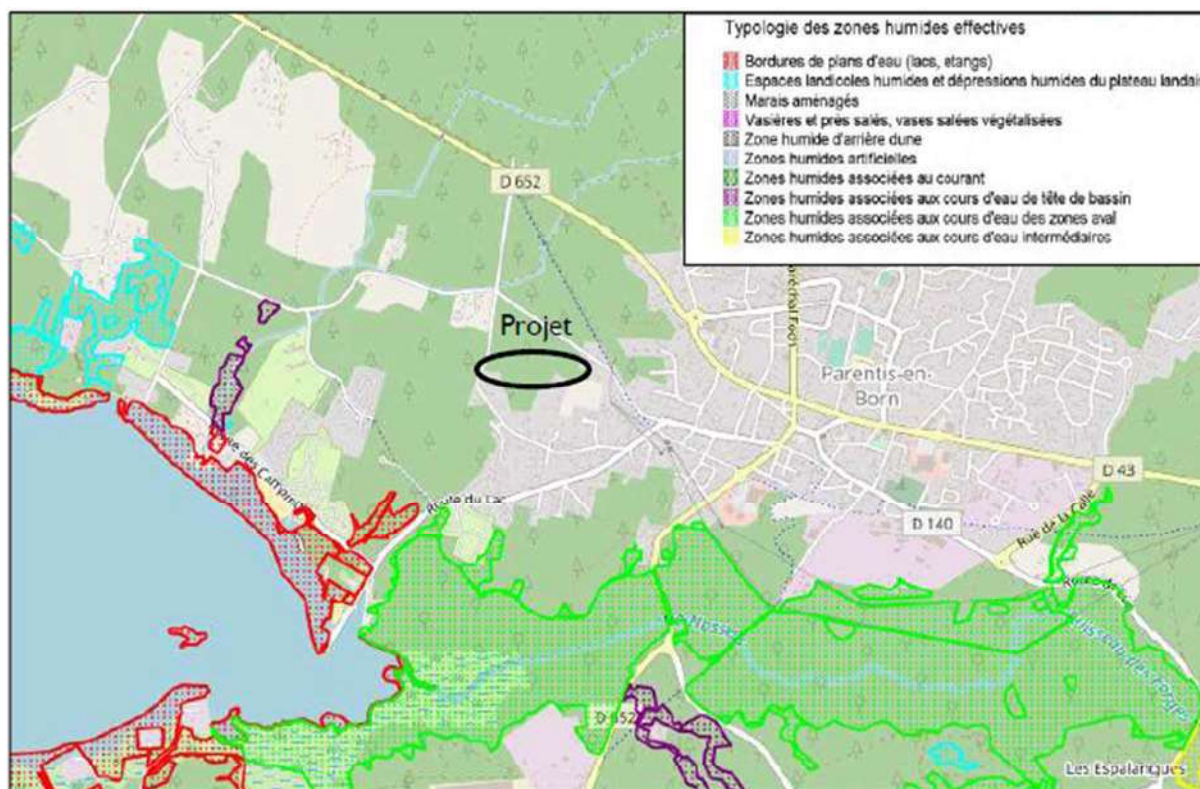 Typologie des zones humides effectives
Bordures de plans d'eau (lacs, etangs)
Espaces landicoles humides et dépressions humides du plateau landais
Marais aménagés
Vasières et près salés, vases salées végétalisées
Zone humide d'arrière dune
Zones humides artificielles
Zones humides associées au courant
Zones humides associées aux cours d'eau de tête de bassin
Zones humides associées aux cours d'eau des zones aval
Zones humides associées aux cours d'eau intermédiaires
D 652
Projet
Parentis-en-
Born
D 43
Route du Lac
D 140
Rue de la Calle
D 652
Les Espalanques